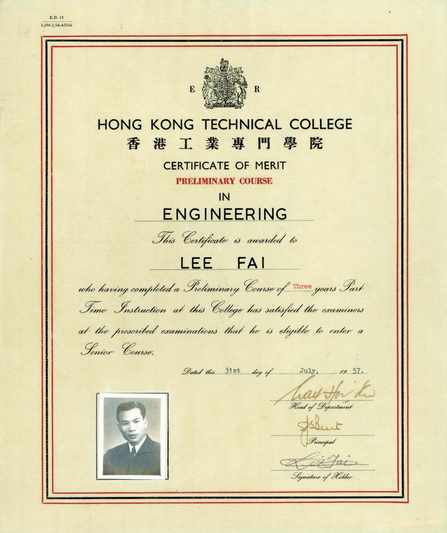 E.D. 51
E R
HONG KONG TECHNICAL COLLEGE
香港工業專門學院
CERTIFICATE OF MERIT
PRELIMINARY COURSE
IN
ENGINEERING
This Certificate is awarded to
LEE FAI
who having completed a Preliminary Course of Three years Part
Time Instruction at this College has satisfied the examiners
at the prescribed examinations that he is eligible to enter a
Senior Course.
Dated this 31st day of July, 1957.
Head of Department
Principal
Lee Fai
Signature of Holder